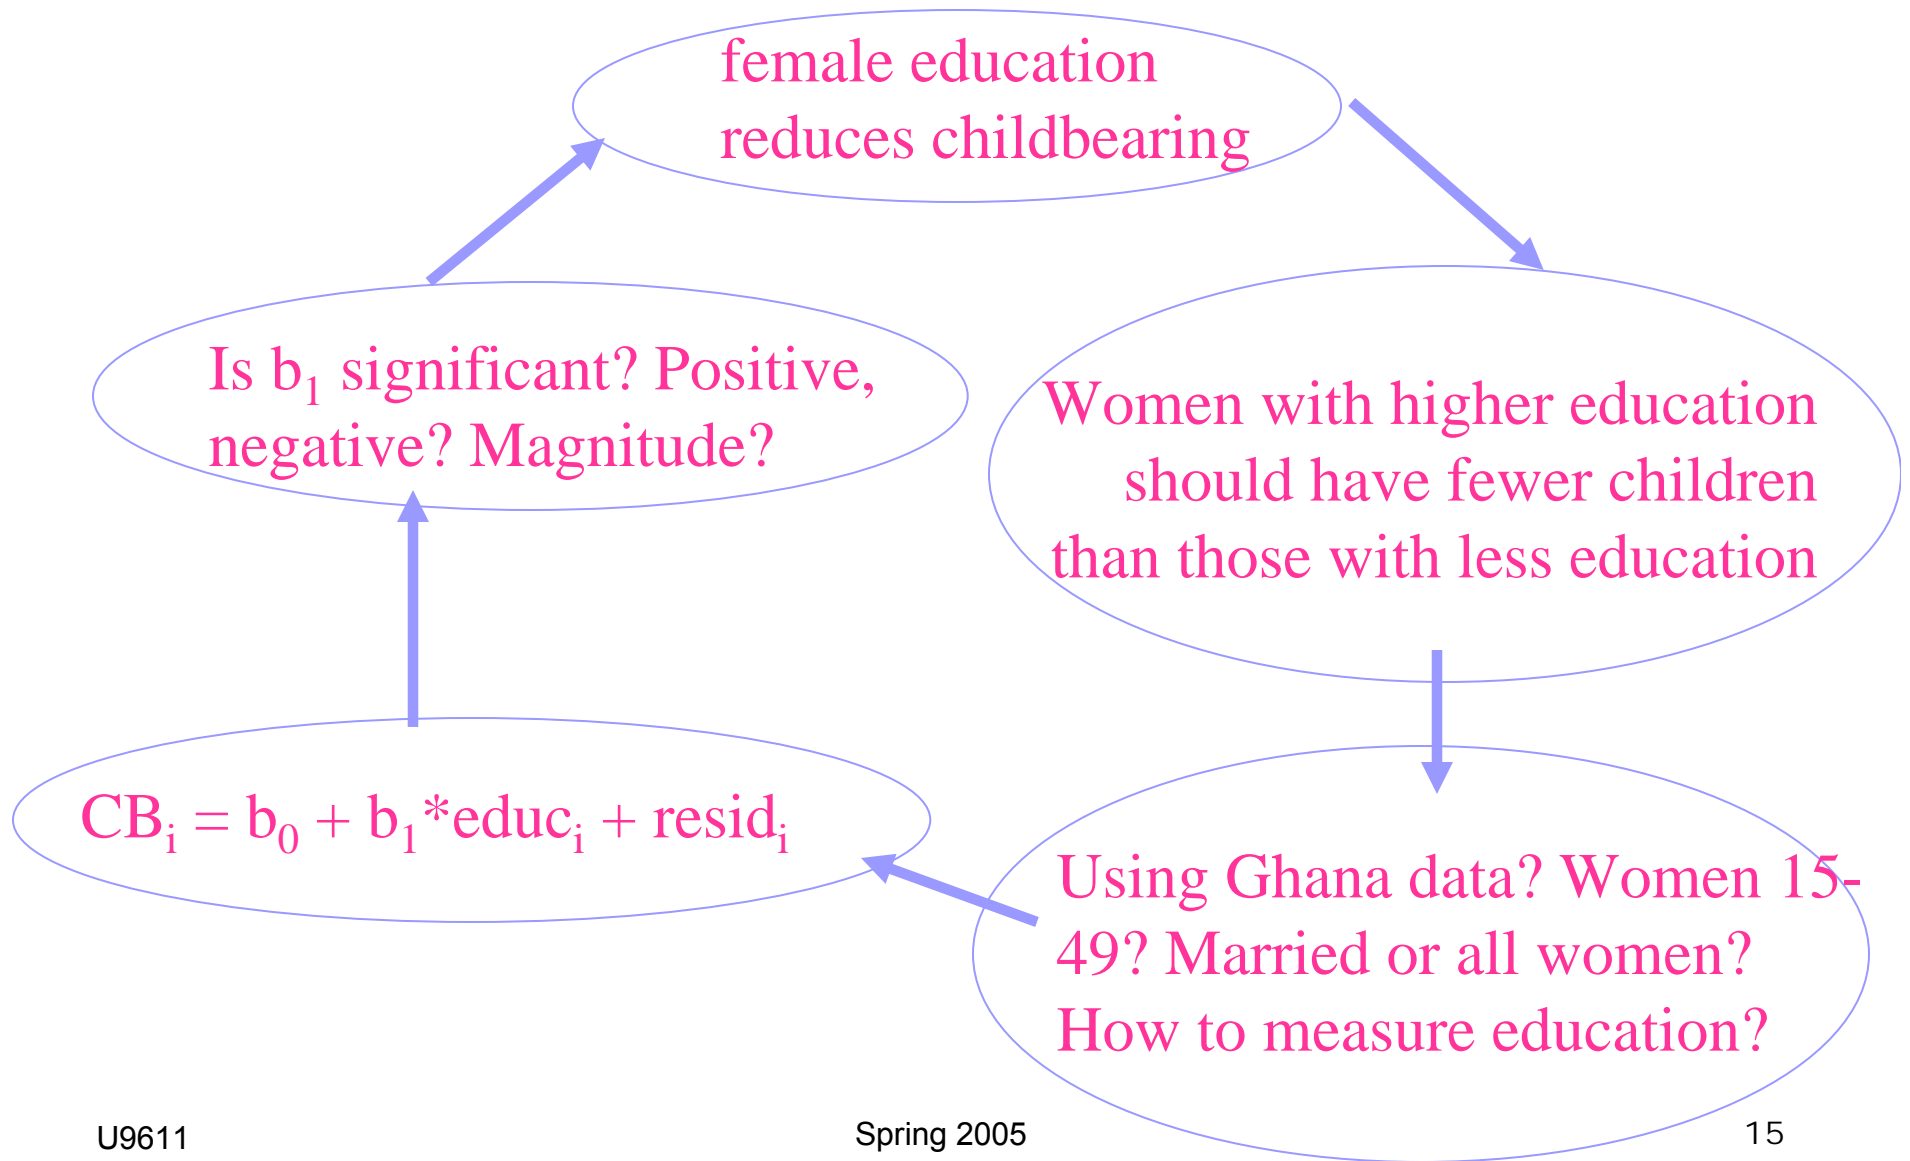 female education
reduces childbearing
Is b₁ significant? Positive,
negative? Magnitude?
Women with higher education
should have fewer children
than those with less education
CBᵢ = b₀ + b₁*educᵢ + residᵢ
Using Ghana data? Women 15-
49? Married or all women?
How to measure education?
U9611
Spring 2005
15